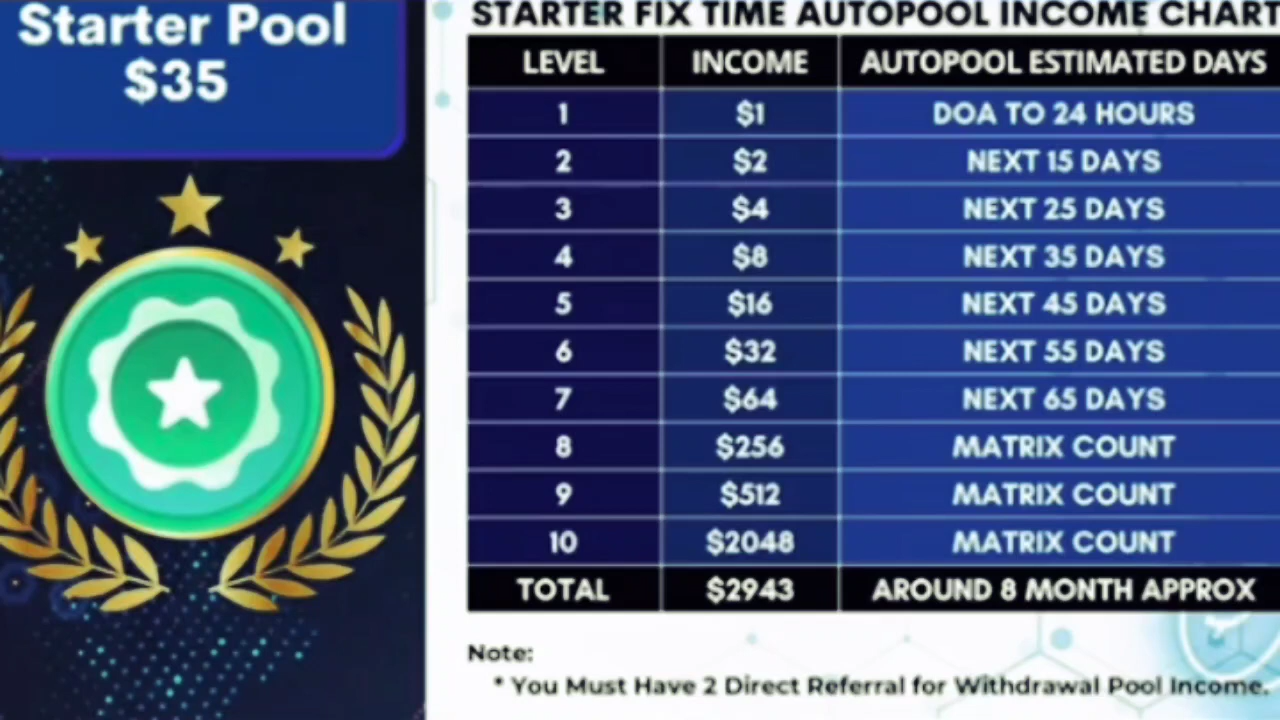 Starter Pool
$35
STARTER FIX TIME AUTOPOOL INCOME CHART
LEVEL INCOME AUTOPOOL ESTIMATED DAYS
1 $1 DOA TO 24 HOURS
2 $2 NEXT 15 DAYS
3 $4 NEXT 25 DAYS
4 $8 NEXT 35 DAYS
5 $16 NEXT 45 DAYS
6 $32 NEXT 55 DAYS
7 $64 NEXT 65 DAYS
8 $256 MATRIX COUNT
9 $512 MATRIX COUNT
10 $2048 MATRIX COUNT
TOTAL $2943 AROUND 8 MONTH APPROX
Note:
* You Must Have 2 Direct Referral for Withdrawal Pool Income.